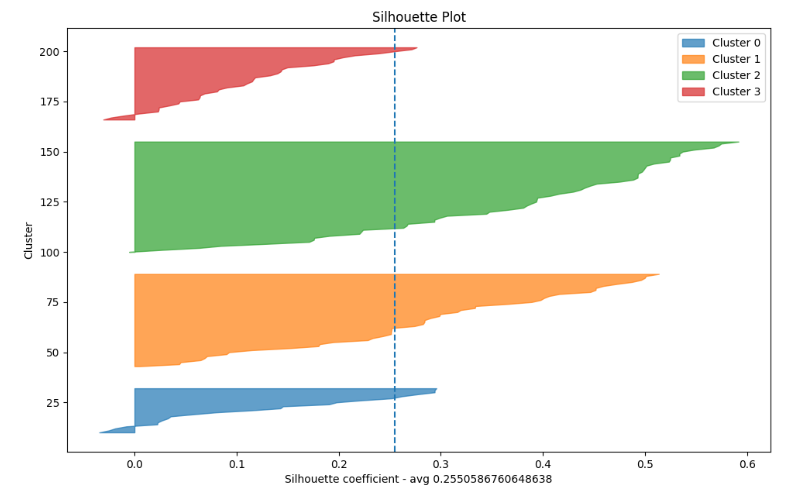 Silhouette Plot
Cluster 0
Cluster 1
Cluster 2
Cluster 3
200
175
150
125
100
75
50
25
Cluster
0.0 0.1 0.2 0.3 0.4 0.5 0.6
Silhouette coefficient - avg 0.2550586760648638